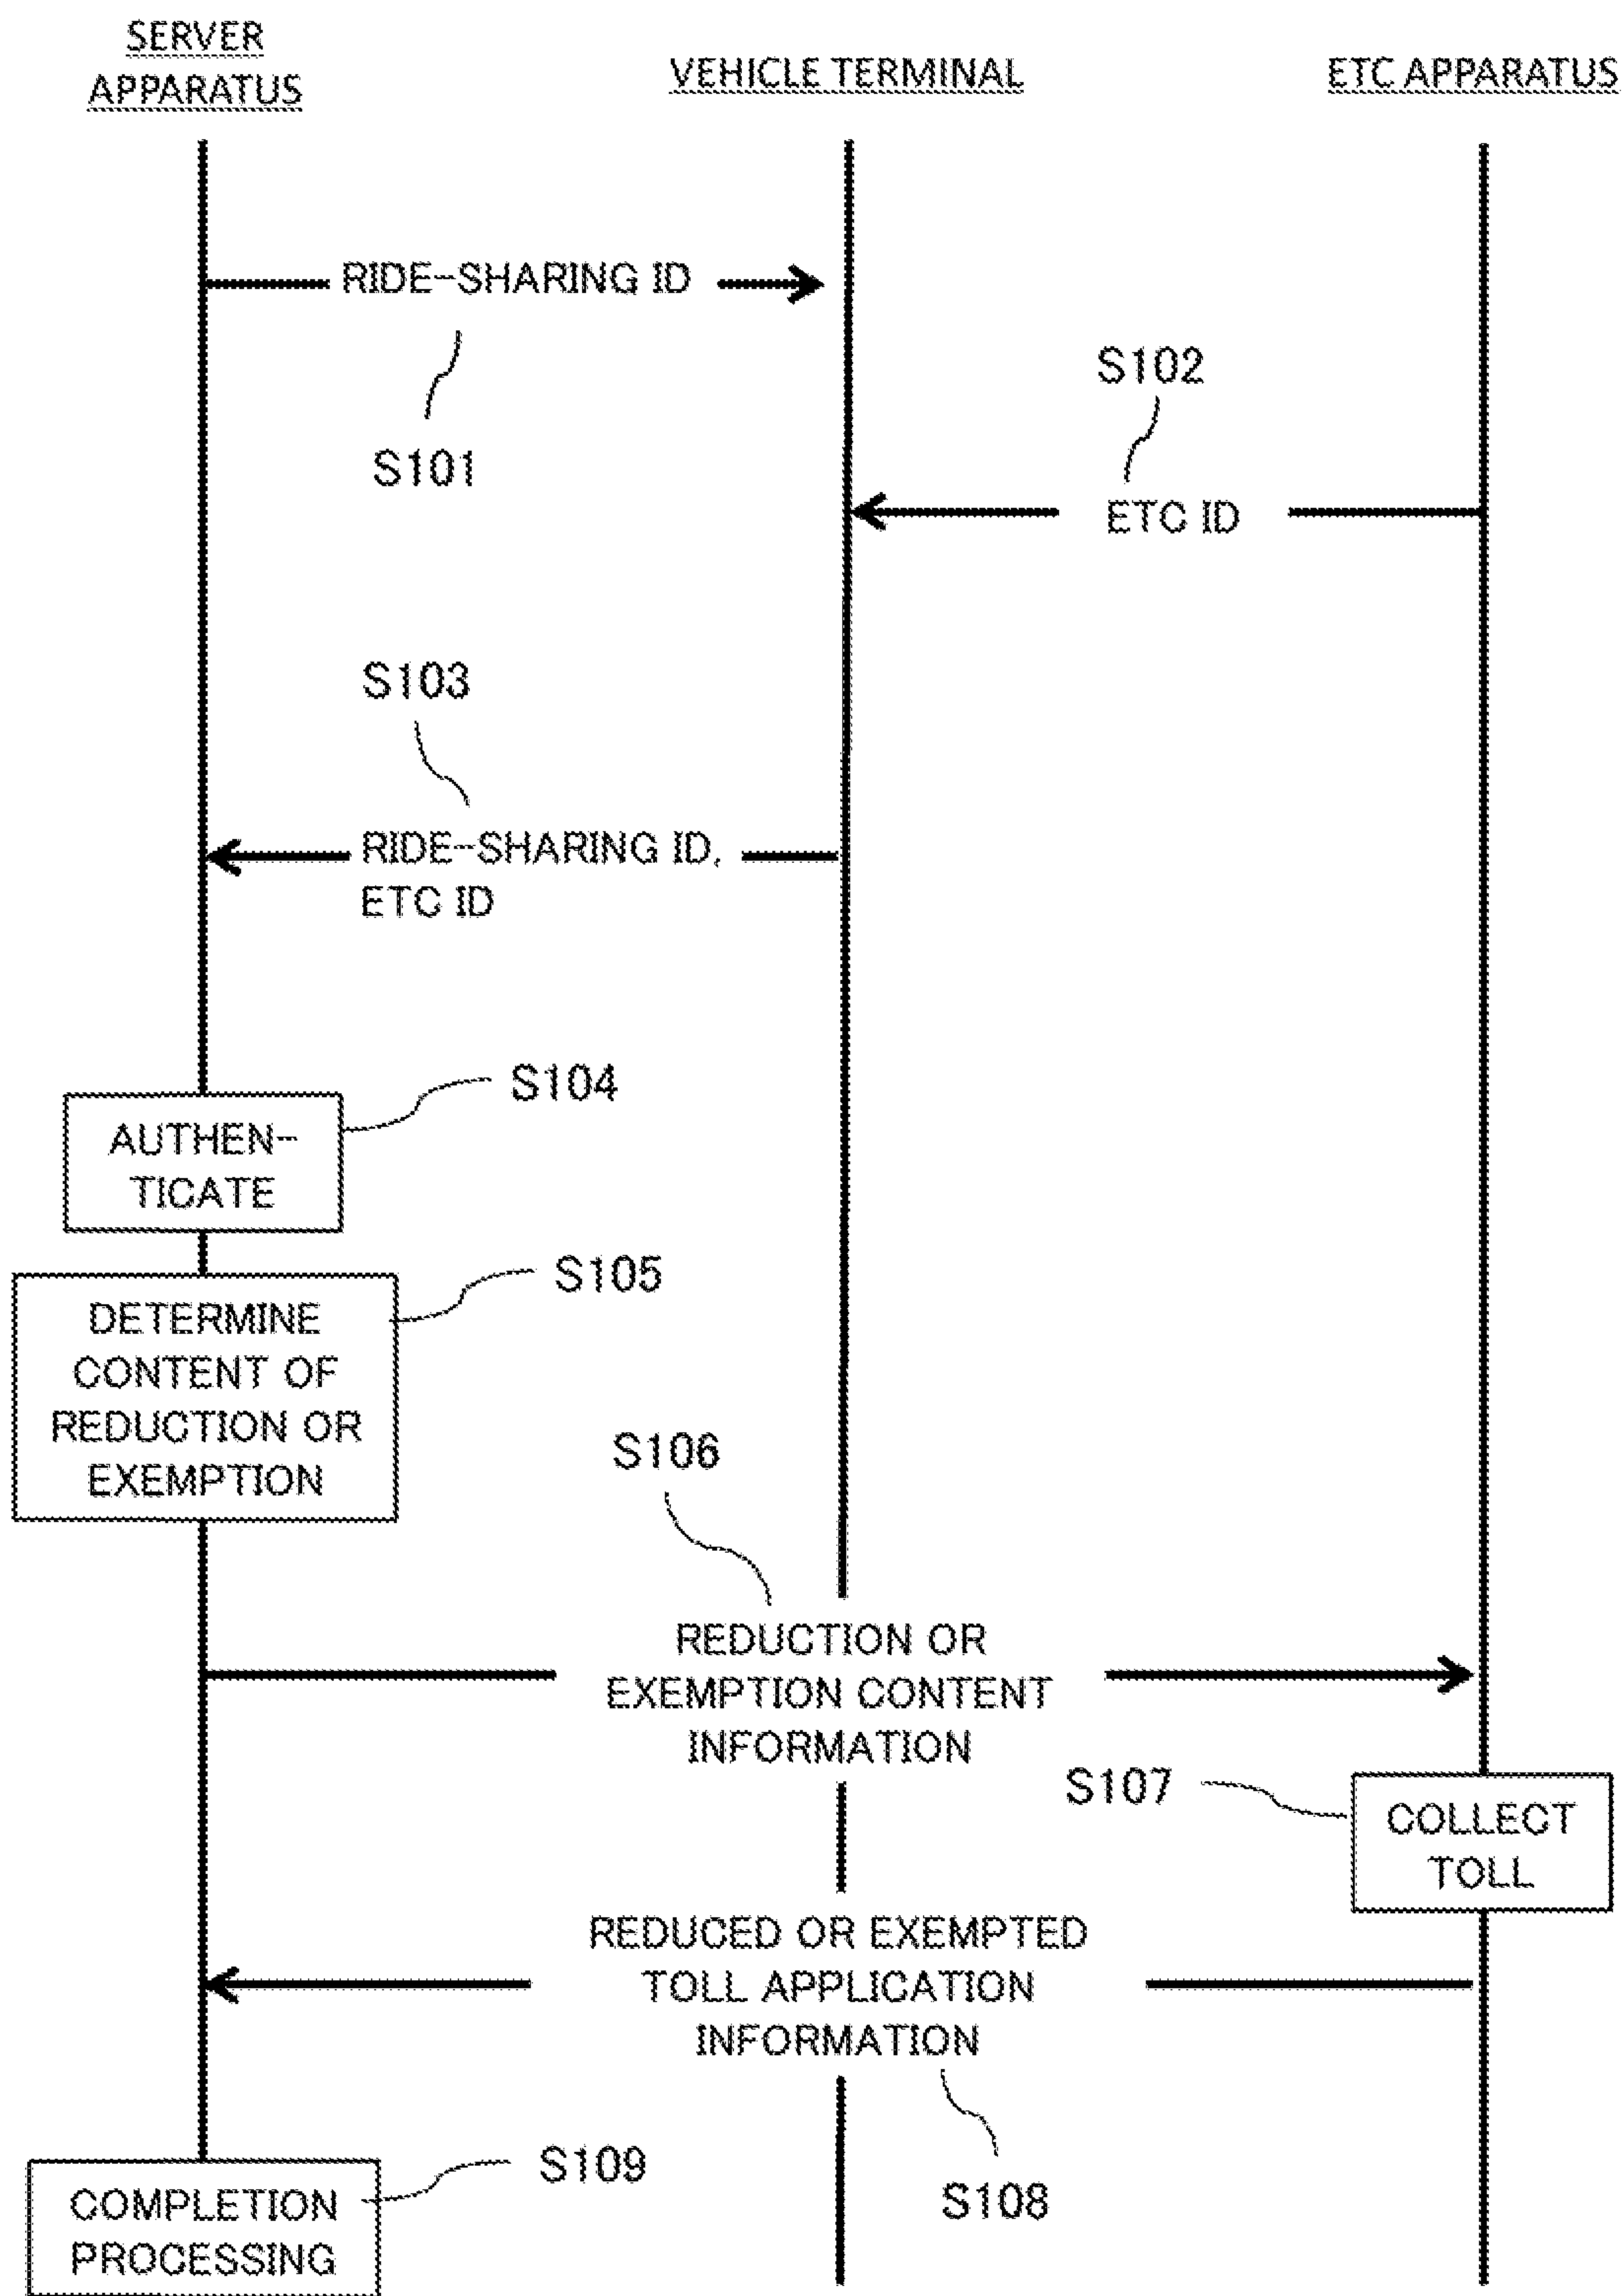 SERVER
APPARATUS
VEHICLE TERMINAL
ETC APPARATUS
RIDE-SHARING ID
S101
S102
ETC ID
S103
RIDE-SHARING ID,
ETC ID
S104
AUTHEN-
TICATE
S105
DETERMINE
CONTENT OF
REDUCTION OR
EXEMPTION
S106
REDUCTION OR
EXEMPTION CONTENT
INFORMATION
S107
COLLECT
TOLL
REDUCED OR EXEMPTED
TOLL APPLICATION
INFORMATION
S108
S109
COMPLETION
PROCESSING